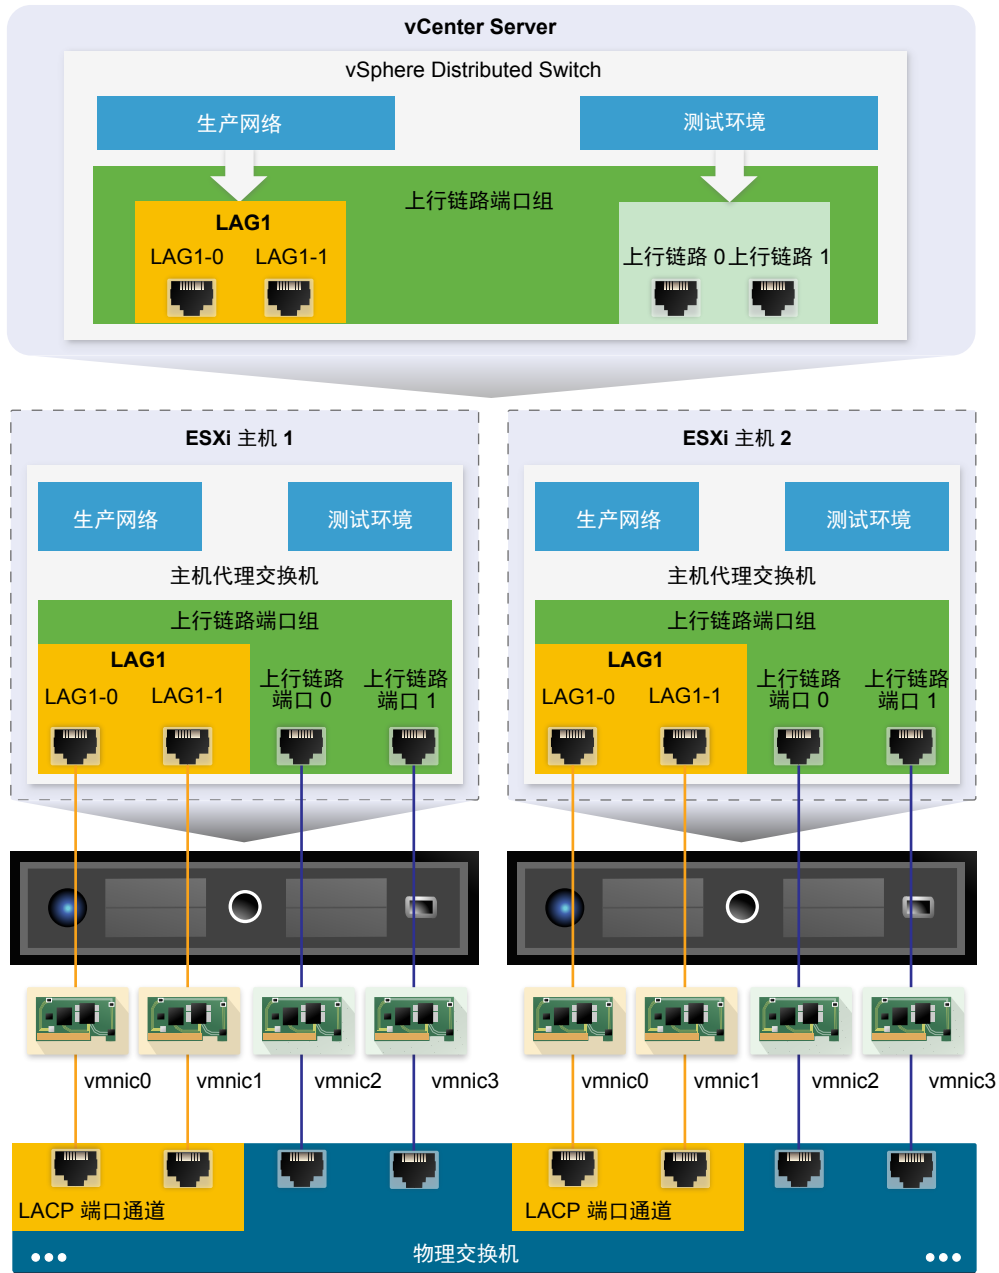 vCenter Server
vSphere Distributed Switch
生产网络
测试环境
上行链路端口组
LAG1
LAG1-0 LAG1-1
上行链路 0 上行链路 1
ESXi 主机 1
生产网络
测试环境
主机代理交换机
上行链路端口组
LAG1
LAG1-0 LAG1-1
上行链路
端口 0
上行链路
端口 1
ESXi 主机 2
生产网络
测试环境
主机代理交换机
上行链路端口组
LAG1
LAG1-0 LAG1-1
上行链路
端口 0
上行链路
端口 1
vmnic0 vmnic1 vmnic2 vmnic3
vmnic0 vmnic1 vmnic2 vmnic3
LACP 端口通道
LACP 端口通道
物理交换机